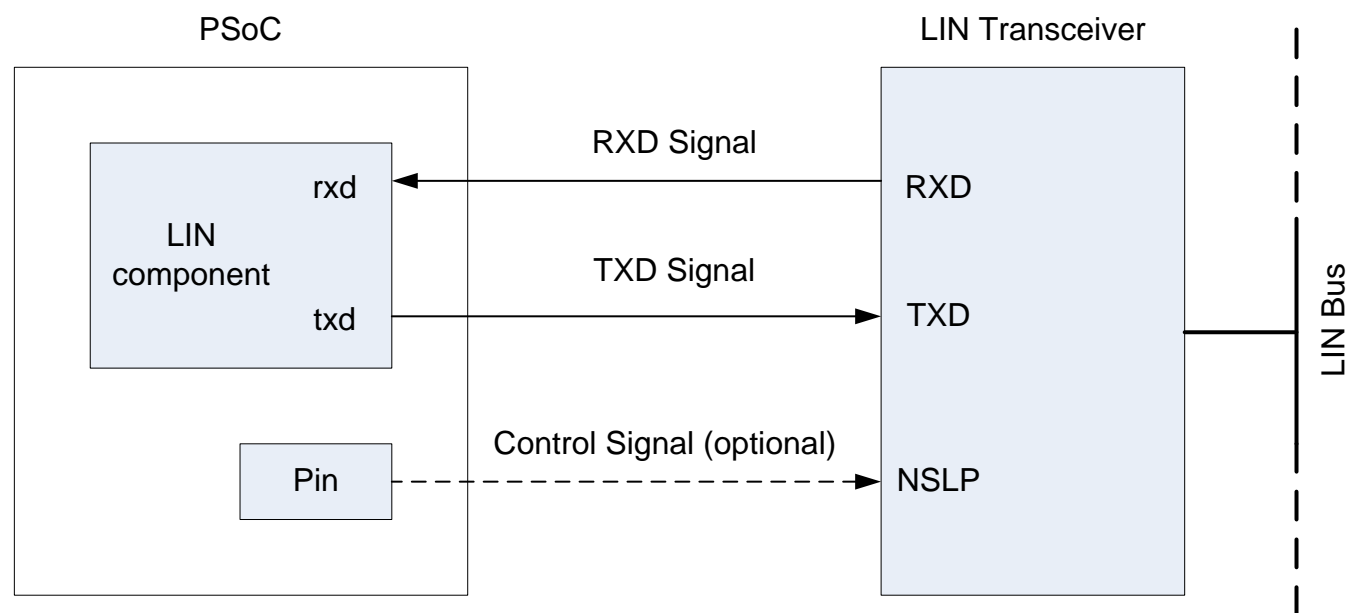 PSoC
LIN Transceiver
RXD Signal
rxd
RXD
LIN
component
TXD Signal
txd
TXD
LIN Bus
Control Signal (optional)
Pin
NSLP